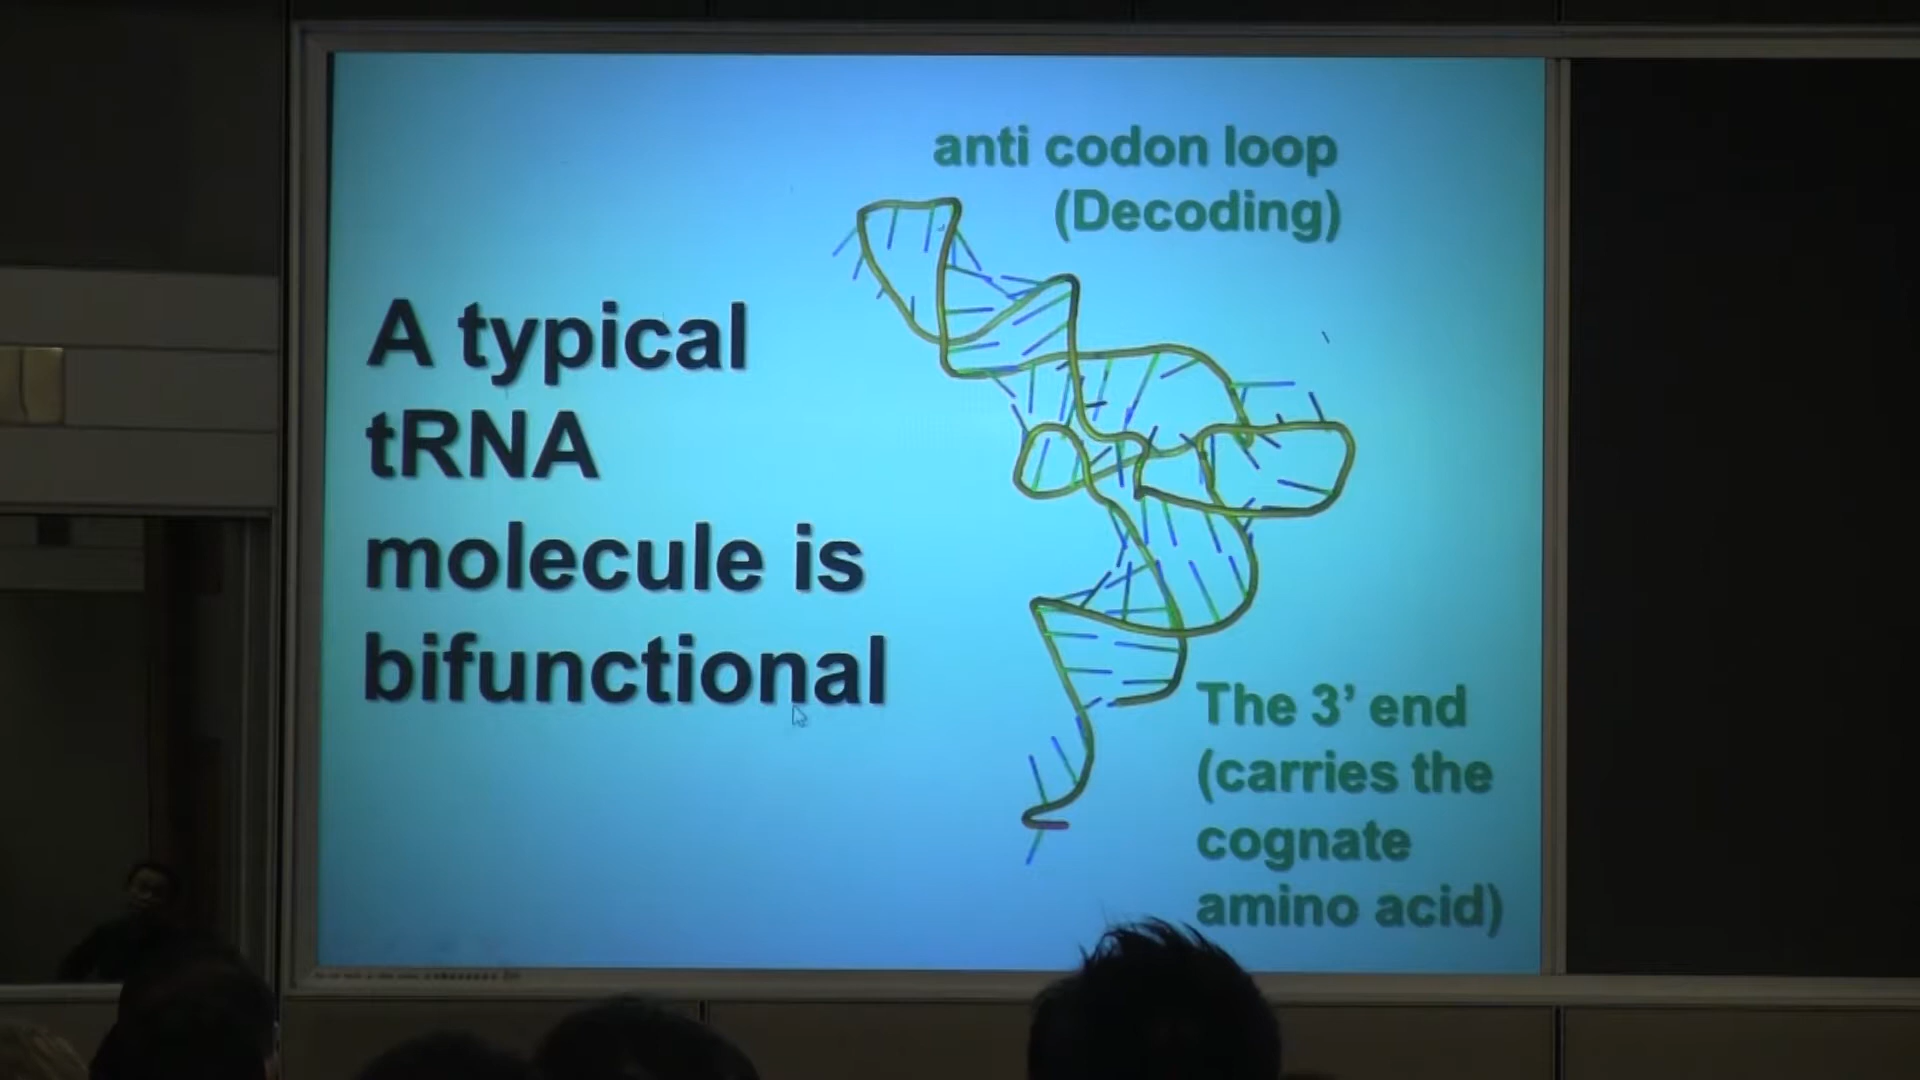 anti codon loop
(Decoding)
A typical
tRNA
molecule is
bifunctional
The 3’ end
(carries the
cognate
amino acid)